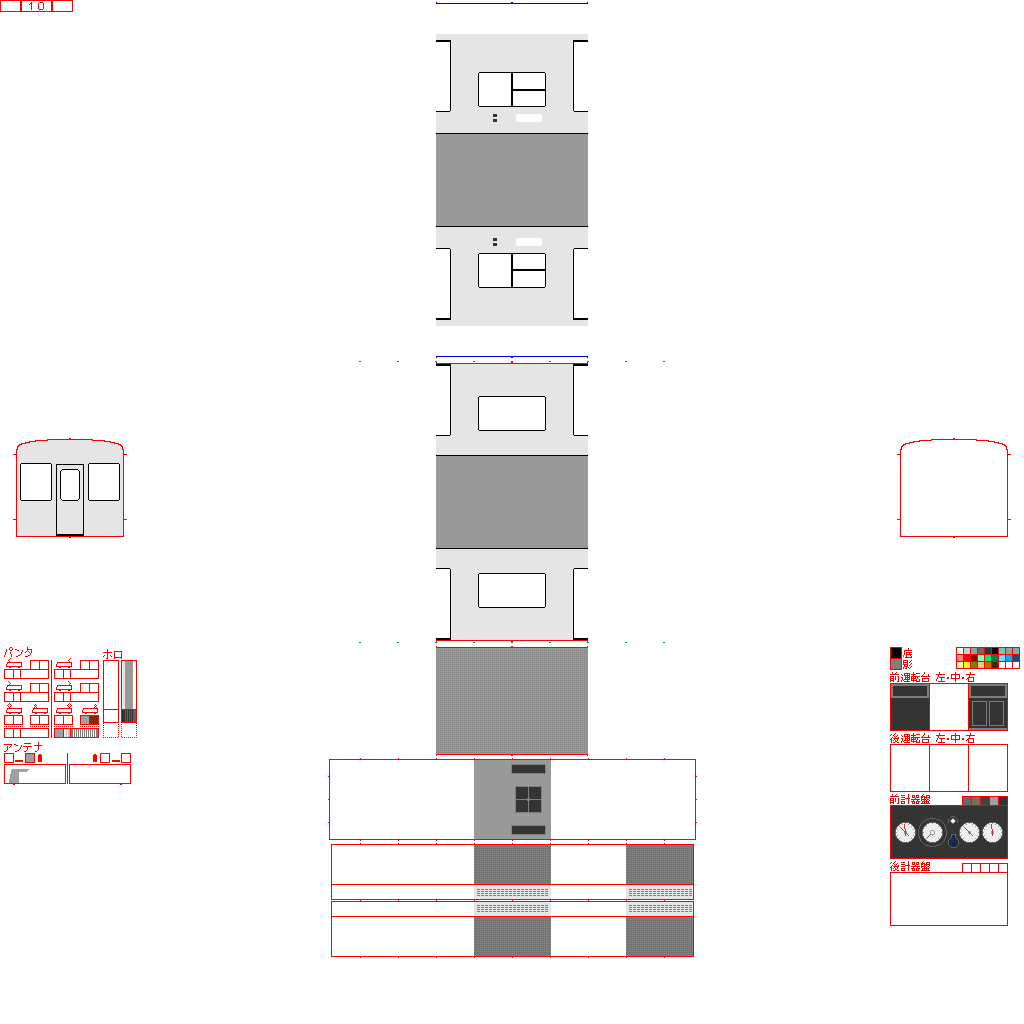 10
パンタ
ホロ
アンテナ
底
影
前運転台 左・中・右
後運転台 左・中・右
前計器盤
後計器盤